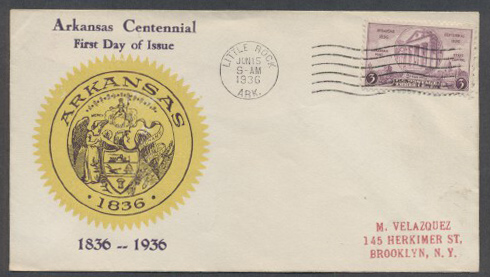 Arkansas Centennial
First Day of Issue
ARKANSAS
1836
1836 -- 1936
LITTLE ROCK
JUN 15
9-AM
1936
ARK.
M. VELAZQUEZ
145 HERKIMER ST.
BROOKLYN, N. Y.